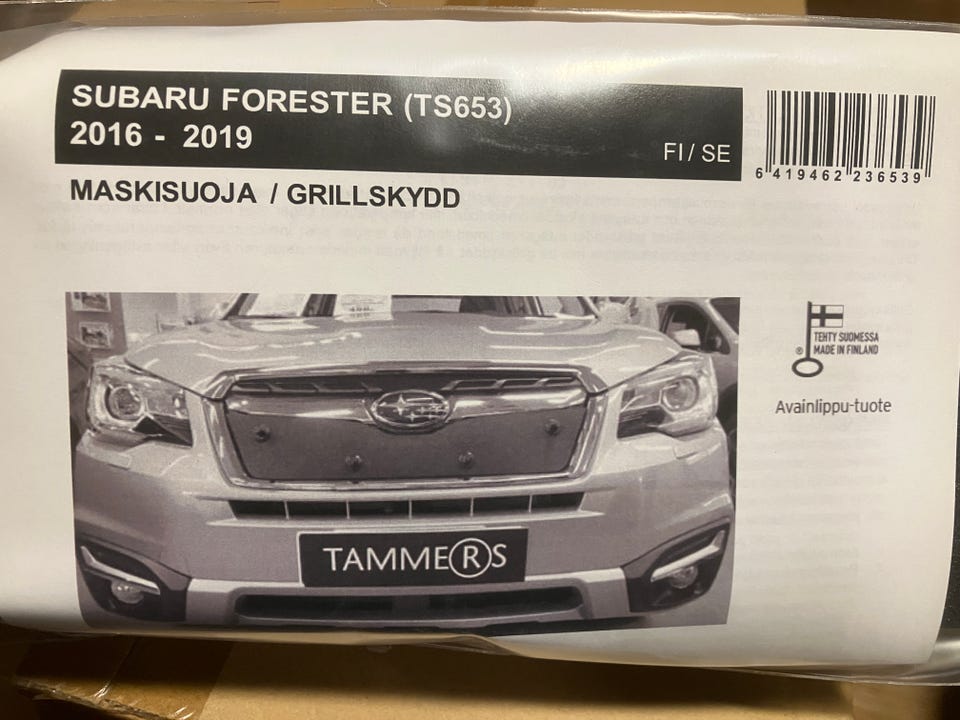 SUBARU FORESTER (TS653)
2016 - 2019
FI / SE
6 419462 236539
MASKISUOJA / GRILLSKYDD
TEHTY SUOMESSA
® MADE IN FINLAND
Avainlippu-tuote
TAMMERS